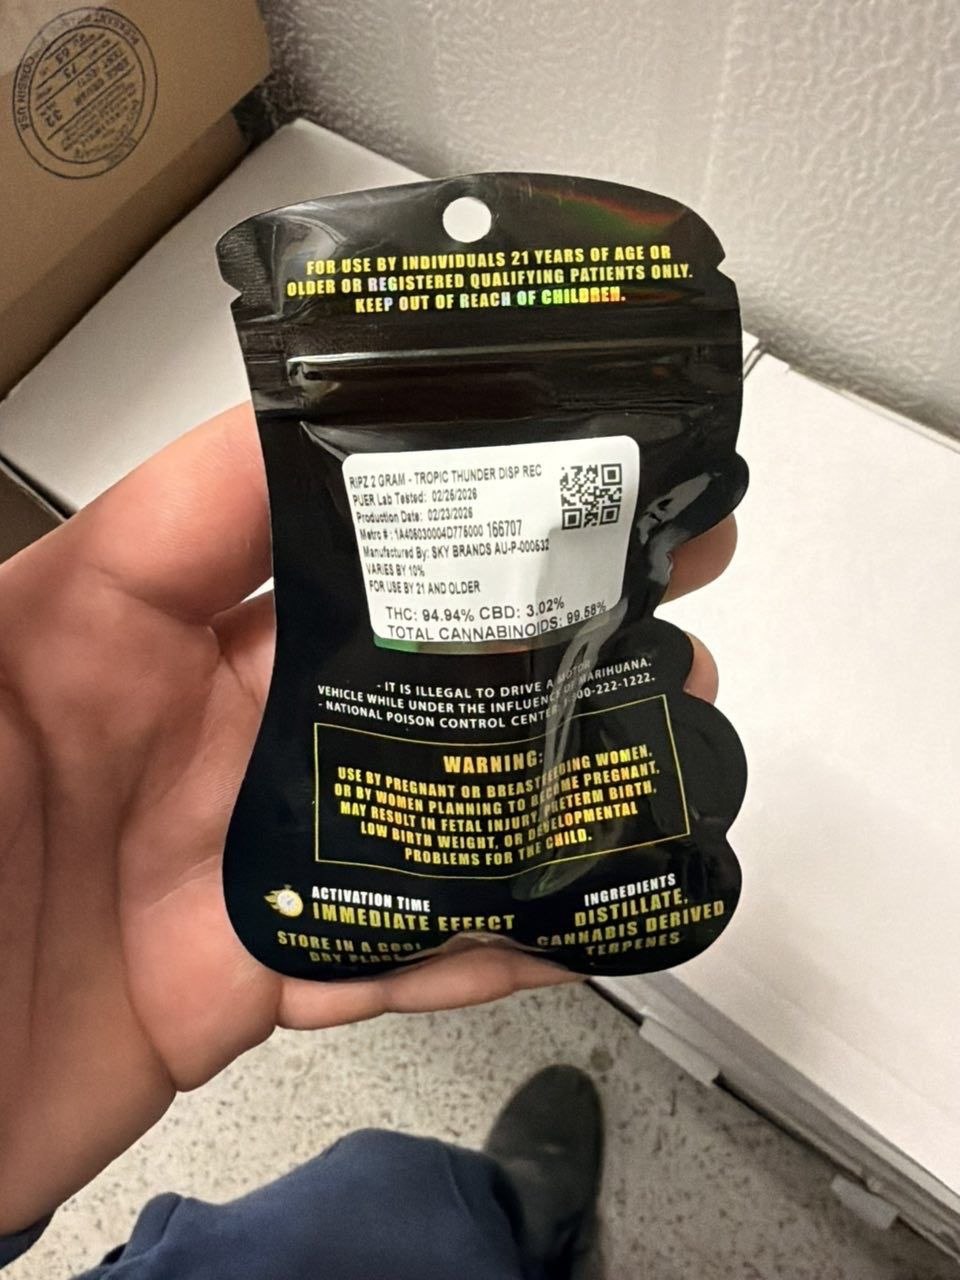 FOR USE BY INDIVIDUALS 21 YEARS OF AGE OR
OLDER OR REGISTERED QUALIFYING PATIENTS ONLY.
KEEP OUT OF REACH OF CHILDREN.
RIPZ 2 GRAM - TROPIC THUNDER DISP REC
PUER Lab Tested: 02/26/2026
Production Date: 02/23/2026
Metrc #: 1A405030004D775000166707
Manufactured By: SKY BRANDS AU-P-000632
VARIES BY 10%
FOR USE BY 21 AND OLDER
THC: 94.94% CBD: 3.02%
TOTAL CANNABINOIDS: 99.58%
- IT IS ILLEGAL TO DRIVE A MOTOR
VEHICLE WHILE UNDER THE INFLUENCE OF MARIHUANA.
- NATIONAL POISON CONTROL CENTER 1-800-222-1222.
WARNING:
USE BY PREGNANT OR BREASTFEEDING WOMEN,
OR BY WOMEN PLANNING TO BECOME PREGNANT,
MAY RESULT IN FETAL INJURY, PRETERM BIRTH,
LOW BIRTH WEIGHT, OR DEVELOPMENTAL
PROBLEMS FOR THE CHILD.
ACTIVATION TIME
IMMEDIATE EFFECT
STORE IN A COOL
DRY PLACE
INGREDIENTS
DISTILLATE,
CANNABIS DERIVED
TERPENES